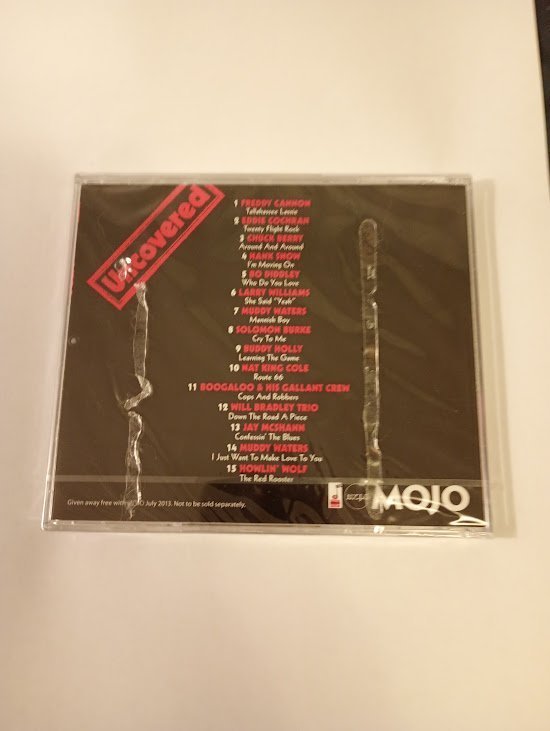 Uncovered
1 FREDDY CANNON
Tallahassee Lassie
2 EDDIE COCHRAN
Twenty Flight Rock
3 CHUCK BERRY
Around And Around
4 HANK SNOW
I'm Moving On
5 BO DIDDLEY
Who Do You Love
6 LARRY WILLIAMS
She Said "Yeah"
7 MUDDY WATERS
Mannish Boy
8 SOLOMON BURKE
Cry To Me
9 BUDDY HOLLY
Learning The Game
10 NAT KING COLE
Route 66
11 BOOGALOO & HIS GALLANT CREW
Cops And Robbers
12 WILL BRADLEY TRIO
Down The Road A Piece
13 JAY MCSHANN
Confessin' The Blues
14 MUDDY WATERS
I Just Want To Make Love To You
15 HOWLIN' WOLF
The Red Rooster
Given away free with MOJO July 2013. Not to be sold separately.
MOJO